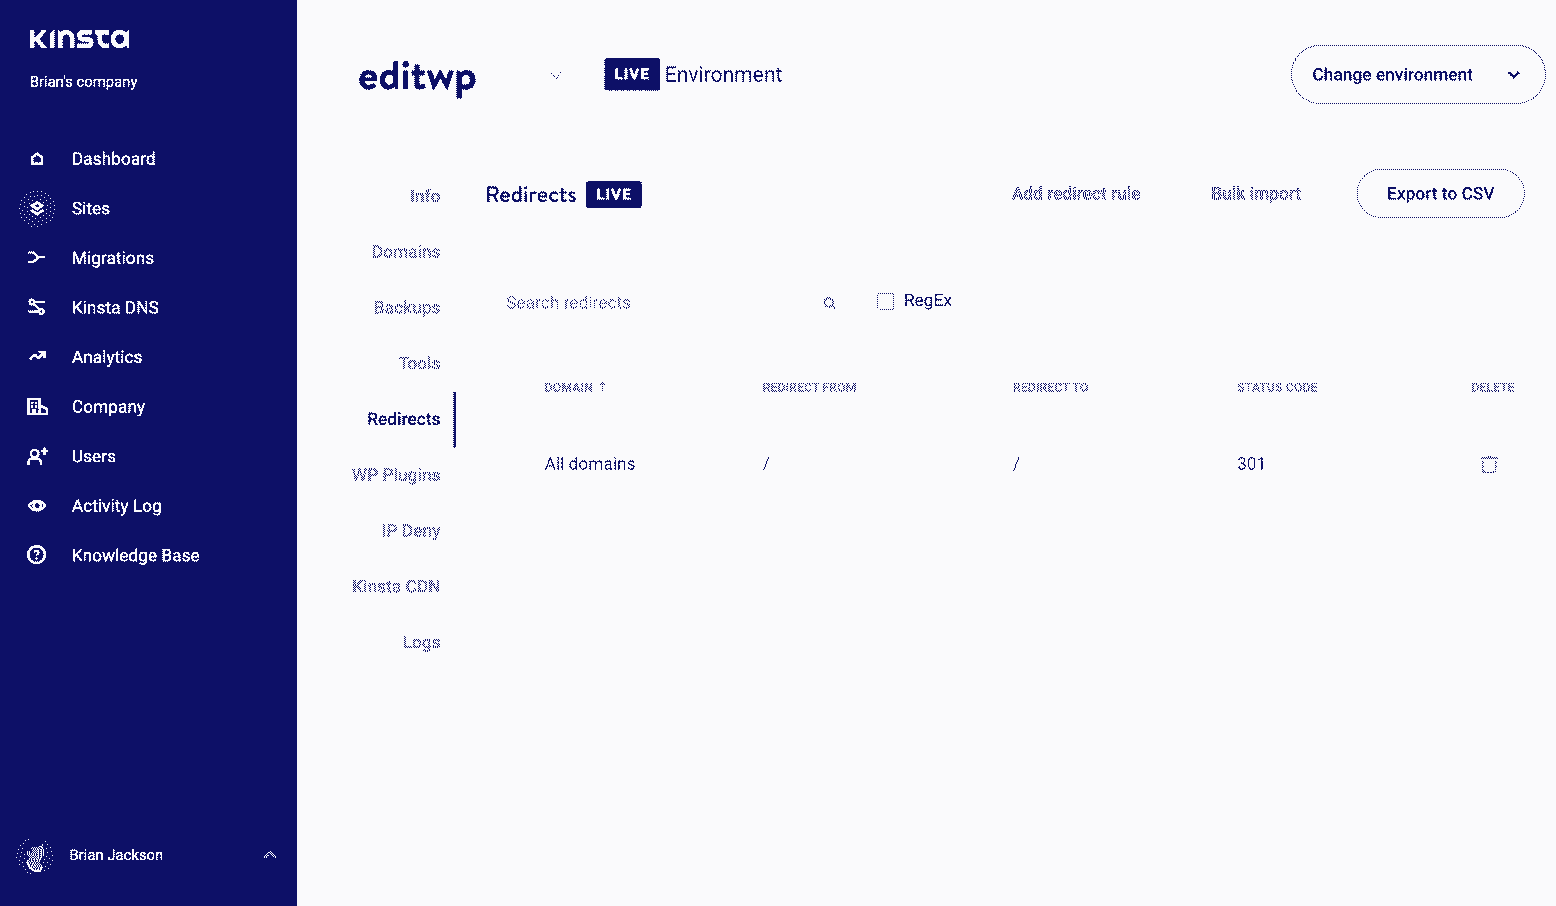 Kinsta
Brian's company
Dashboard
Sites
Migrations
Kinsta DNS
Analytics
Company
Users
Activity Log
Knowledge Base
Brian Jackson
editwp
LIVE Environment
Change environment
Info
Domains
Backups
Tools
Redirects
WP Plugins
IP Deny
Kinsta CDN
Logs
Redirects LIVE
Add redirect rule
Bulk import
Export to CSV
Search redirects
RegEx
DOMAIN ↑ REDIRECT FROM REDIRECT TO STATUS CODE DELETE
All domains / / 301